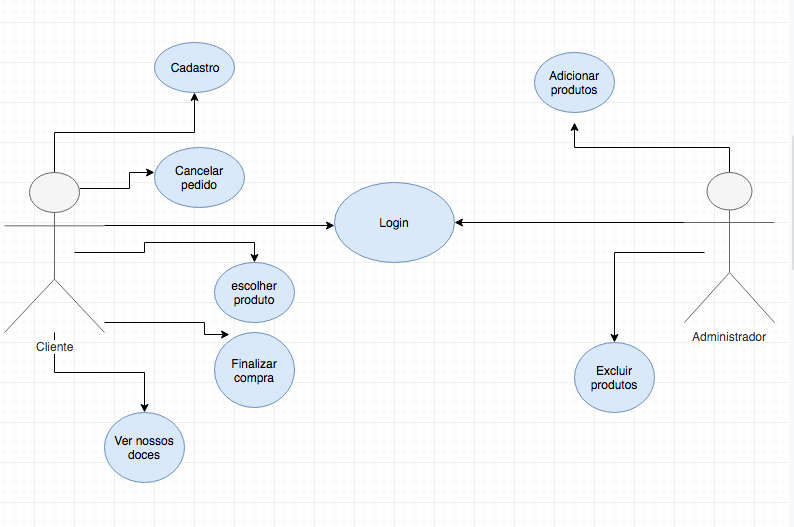 Cadastro
Adicionar
produtos
Cancelar
pedido
Login
escolher
produto
Administrador
Cliente
Finalizar
compra
Excluir
produtos
Ver nossos
doces